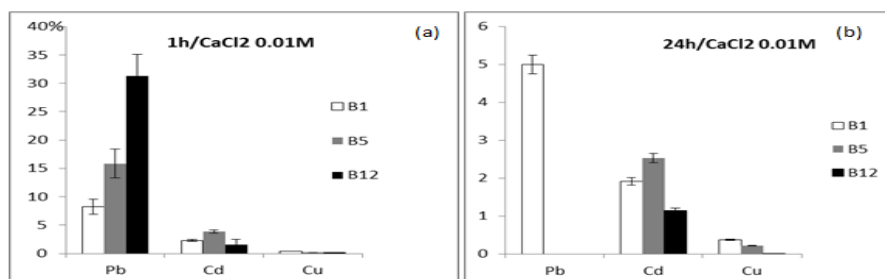 40%
35
30
25
20
15
10
5
0
1h/CaCl2 0.01M
(a)
B1
B5
B12
Pb Cd Cu
6
5
4
3
2
1
0
24h/CaCl2 0.01M
(b)
B1
B5
B12
Pb Cd Cu